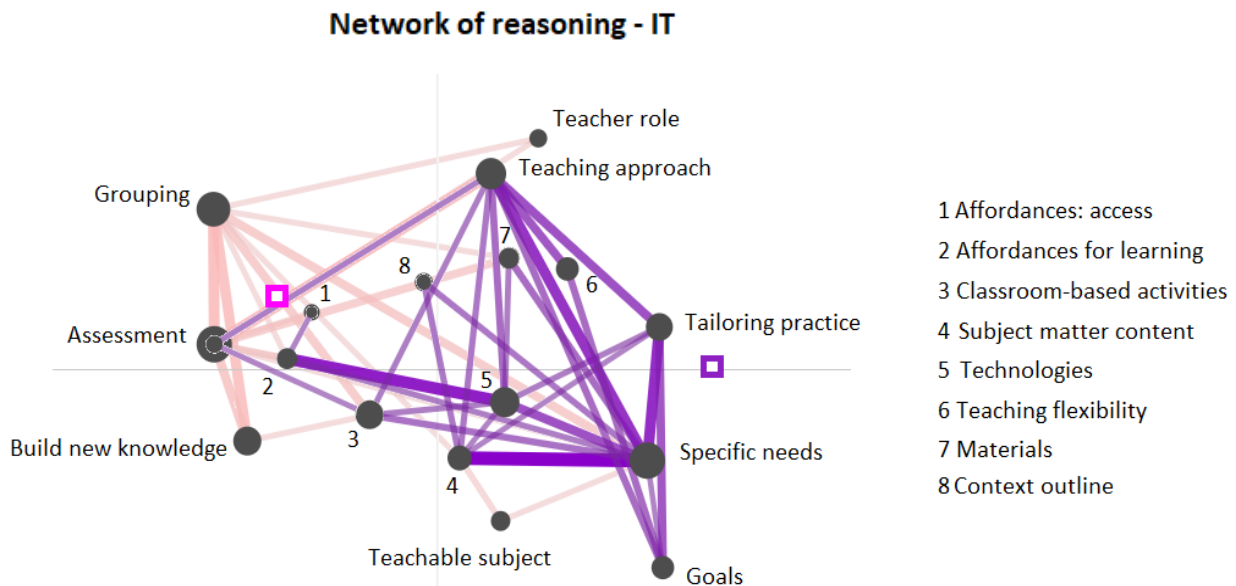 Network of reasoning - IT
Teacher role
Teaching approach
Grouping
7
8
6
1
Assessment
Tailoring practice
2
5
3
Build new knowledge
Specific needs
4
Teachable subject
Goals
1 Affordances: access
2 Affordances for learning
3 Classroom-based activities
4 Subject matter content
5 Technologies
6 Teaching flexibility
7 Materials
8 Context outline